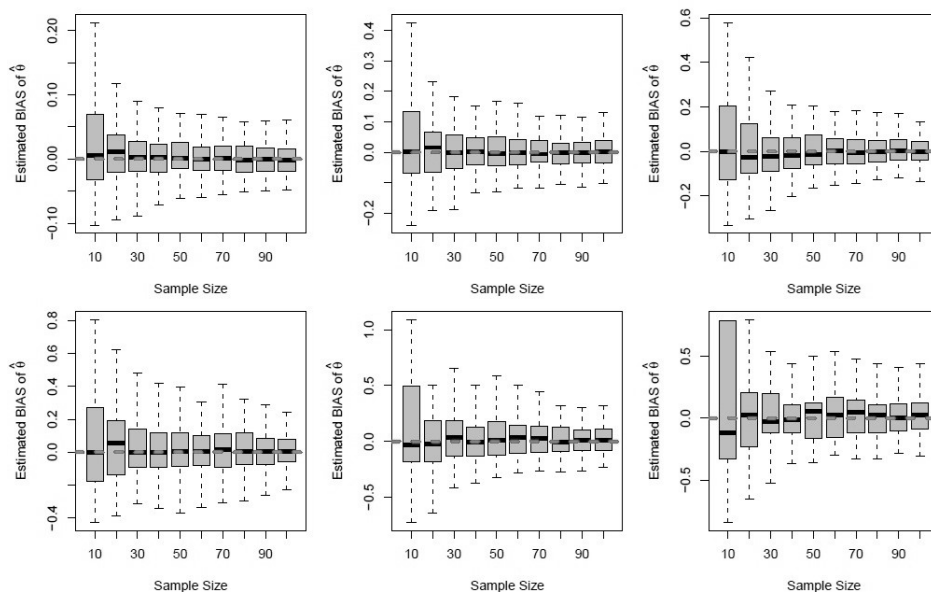 Estimated BIAS of θ̂
0.20
0.00
−0.10
10 30 50 70 90
Sample Size
Estimated BIAS of θ̂
0.4
0.3
0.2
0.1
0.0
−0.2
10 30 50 70 90
Sample Size
Estimated BIAS of θ̂
0.6
0.4
0.2
0.0
−0.2
10 30 50 70 90
Sample Size
Estimated BIAS of θ̂
0.8
0.6
0.4
0.2
0.0
−0.4
10 30 50 70 90
Sample Size
Estimated BIAS of θ̂
1.0
0.5
0.0
−0.5
10 30 50 70 90
Sample Size
Estimated BIAS of θ̂
0.5
0.0
−0.5
10 30 50 70 90
Sample Size